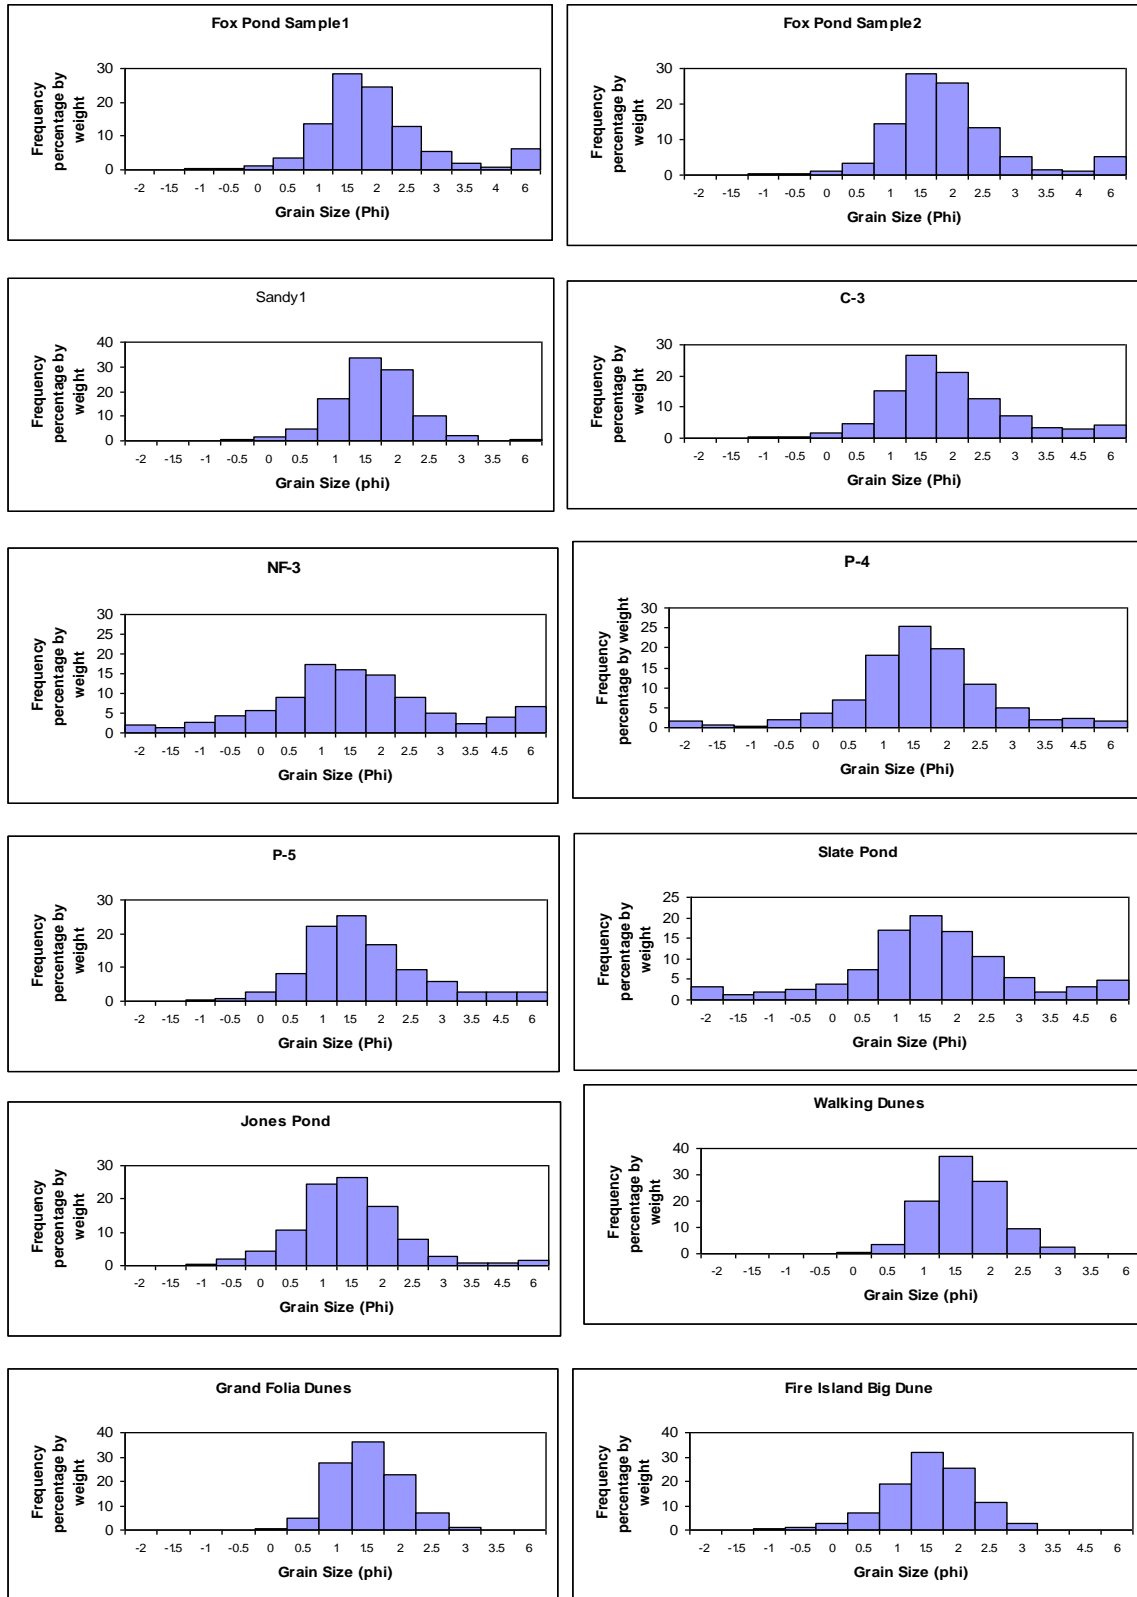 Fox Pond Sample1
Frequency
percentage by
weight
30
20
10
0
-2 -1.5 -1 -0.5 0 0.5 1 1.5 2 2.5 3 3.5 4 6
Grain Size (Phi)
Fox Pond Sample2
Frequency
percentage by
weight
30
20
10
0
-2 -1.5 -1 -0.5 0 0.5 1 1.5 2 2.5 3 3.5 4 6
Grain Size (Phi)
Sandy1
Frequency
percentage by
weight
40
30
20
10
0
-2 -1.5 -1 -0.5 0 0.5 1 1.5 2 2.5 3 3.5 6
Grain Size (phi)
C-3
Frequency
percentage by
weight
30
20
10
0
-2 -1.5 -1 -0.5 0 0.5 1 1.5 2 2.5 3 3.5 4.5 6
Grain Size (Phi)
NF-3
Frequency
percentage by
weight
30
25
20
15
10
5
0
-2 -1.5 -1 -0.5 0 0.5 1 1.5 2 2.5 3 3.5 4.5 6
Grain Size (Phi)
P-4
Frequency
percentage by weight
30
25
20
15
10
5
0
-2 -1.5 -1 -0.5 0 0.5 1 1.5 2 2.5 3 3.5 4.5 6
Grain Size (Phi)
P-5
Frequency
percentage by
weight
30
20
10
0
-2 -1.5 -1 -0.5 0 0.5 1 1.5 2 2.5 3 3.5 4.5 6
Grain Size (Phi)
Slate Pond
Frequency
percentage by
weight
25
20
15
10
5
0
-2 -1.5 -1 -0.5 0 0.5 1 1.5 2 2.5 3 3.5 4.5 6
Grain Size (Phi)
Jones Pond
Frequency
percentage by
weight
30
20
10
0
-2 -1.5 -1 -0.5 0 0.5 1 1.5 2 2.5 3 3.5 4.5 6
Grain Size (Phi)
Walking Dunes
Frequency
percentage by
weight
40
30
20
10
0
-2 -1.5 -1 -0.5 0 0.5 1 1.5 2 2.5 3 3.5 6
Grain Size (phi)
Grand Folia Dunes
Frequency
percentage by
weight
40
30
20
10
0
-2 -1.5 -1 -0.5 0 0.5 1 1.5 2 2.5 3 3.5 6
Grain Size (phi)
Fire Island Big Dune
Frequency
percentage by
weight
40
30
20
10
0
-2 -1.5 -1 -0.5 0 0.5 1 1.5 2 2.5 3 3.5 4 6
Grain Size (phi)